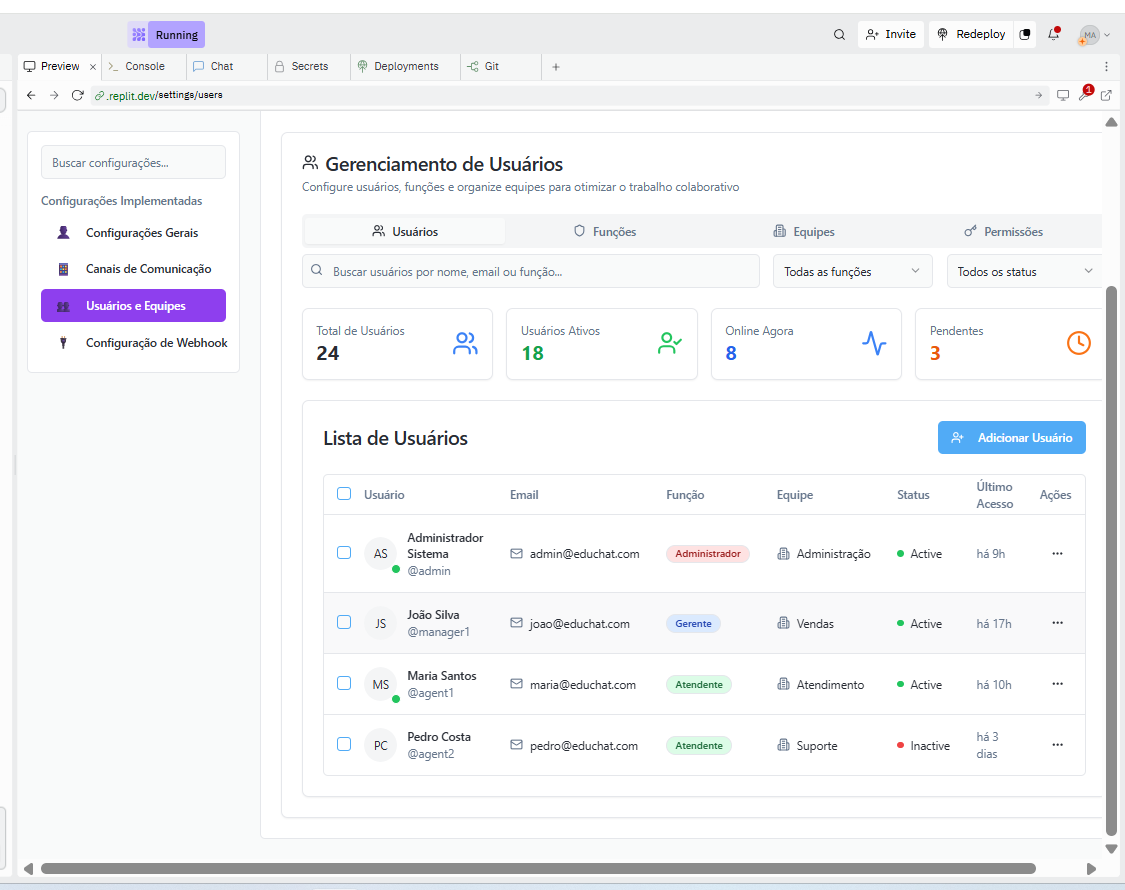 Running
Invite
Redeploy
MA
Preview
Console
Chat
Secrets
Deployments
Git
.replit.dev/settings/users
1
Buscar configurações...
Configurações Implementadas
Configurações Gerais
Canais de Comunicação
Usuários e Equipes
Configuração de Webhook
Gerenciamento de Usuários
Configure usuários, funções e organize equipes para otimizar o trabalho colaborativo
Usuários
Funções
Equipes
Permissões
Buscar usuários por nome, email ou função...
Todas as funções
Todos os status
Total de Usuários
24
Usuários Ativos
18
Online Agora
8
Pendentes
3
Lista de Usuários
Adicionar Usuário
Usuário Email Função Equipe Status Último Acesso Ações
AS
Administrador
Sistema
@admin
admin@educhat.com
Administrador
Administração
Active
há 9h
JS
João Silva
@manager1
joao@educhat.com
Gerente
Vendas
Active
há 17h
MS
Maria Santos
@agent1
maria@educhat.com
Atendente
Atendimento
Active
há 10h
PC
Pedro Costa
@agent2
pedro@educhat.com
Atendente
Suporte
Inactive
há 3
dias